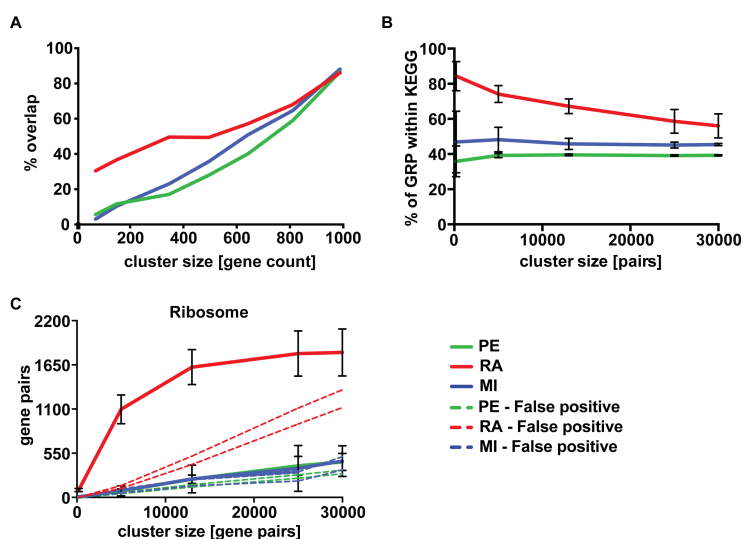 A
100
80
60
40
20
0
% overlap
0 200 400 600 800 1000
cluster size [gene count]
B
100
80
60
40
20
0
% of GRP within KEGG
0 10000 20000 30000
cluster size [pairs]
C
Ribosome
2200
1650
1100
550
0
gene pairs
0 10000 20000 30000
cluster size [gene pairs]
PE
RA
MI
PE - False positive
RA - False positive
MI - False positive